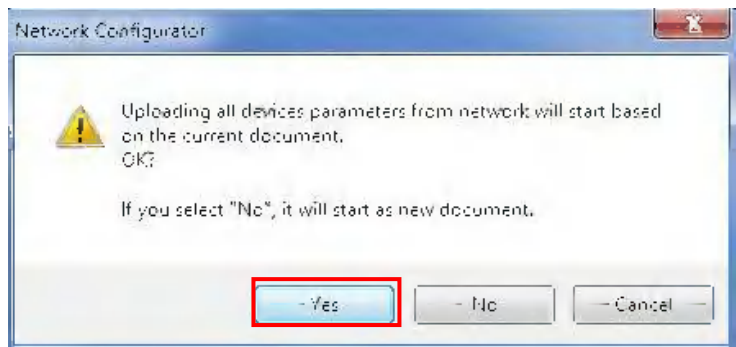 Network Configurator
Uploading all devices parameters from network will start based
on the current document.
OK?
If you select "No", it will start as new document.
Yes
No
Cancel